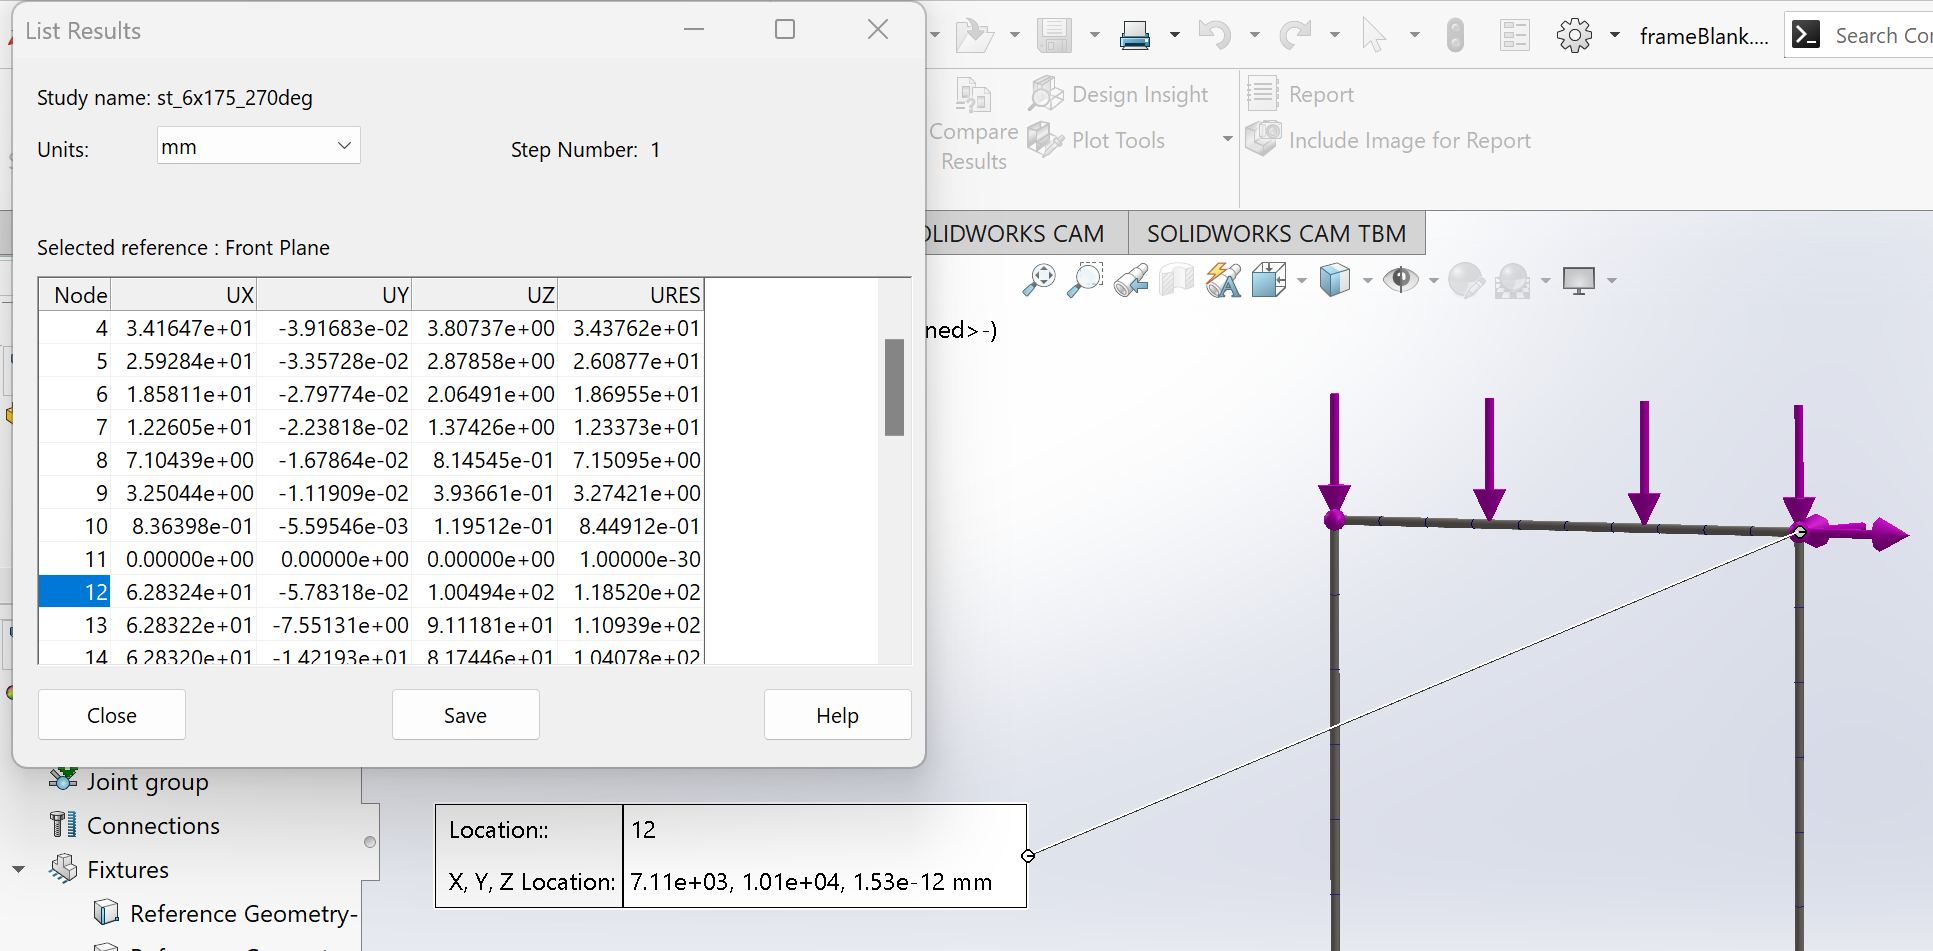 List Results
Study name: st_6x175_270deg
Units: mm Step Number: 1
Selected reference : Front Plane
Node UX UY UZ URES
4 3.41647e+01 -3.91683e-02 3.80737e+00 3.43762e+01
5 2.59284e+01 -3.35728e-02 2.87858e+00 2.60877e+01
6 1.85811e+01 -2.79774e-02 2.06491e+00 1.86955e+01
7 1.22605e+01 -2.23818e-02 1.37426e+00 1.23373e+01
8 7.10439e+00 -1.67864e-02 8.14545e-01 7.15095e+00
9 3.25044e+00 -1.11909e-02 3.93661e-01 3.27421e+00
10 8.36398e-01 -5.59546e-03 1.19512e-01 8.44912e-01
11 0.00000e+00 0.00000e+00 0.00000e+00 1.00000e-30
12 6.28324e+01 -5.78318e-02 1.00494e+02 1.18520e+02
13 6.28322e+01 -7.55131e+00 9.11181e+01 1.10939e+02
14 6.28320e+01 -1.42193e+01 8.17446e+01 1.04078e+02
Close Save Help
frameBlank.... Search Co
Compare
Results
Design Insight
Plot Tools
Report
Include Image for Report
OLIDWORKS CAM SOLIDWORKS CAM TBM
ned>-)
Joint group
Connections
Fixtures
Reference Geometry-
Location:: 12
X, Y, Z Location: 7.11e+03, 1.01e+04, 1.53e-12 mm